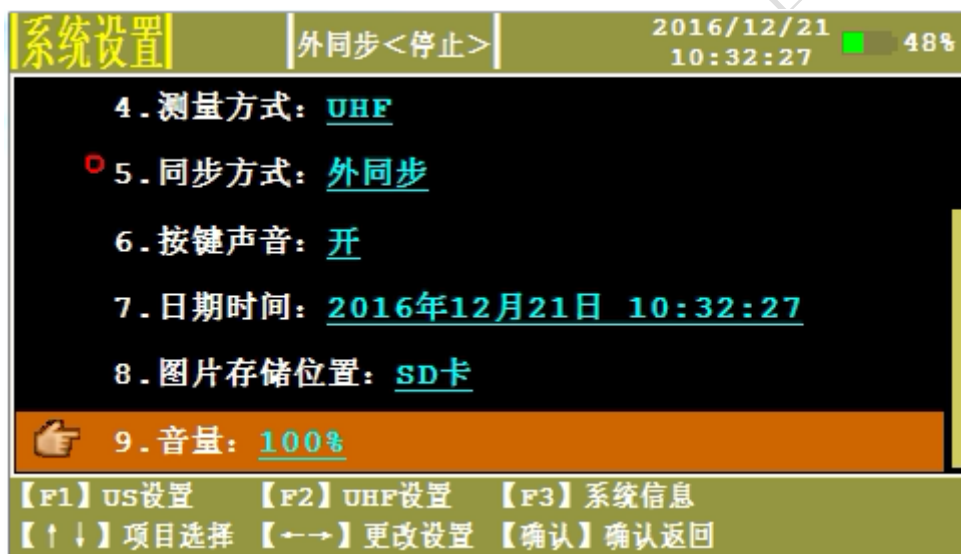 系统设置 外同步<停止> 2016/12/21 10:32:27 48%
4.测量方式：UHF
5.同步方式：外同步
6.按键声音：开
7.日期时间：2016年12月21日 10:32:27
8.图片存储位置：SD卡
9.音量：100%
【F1】US设置 【F2】UHF设置 【F3】系统信息
【↑↓】项目选择 【←→】更改设置 【确认】确认返回